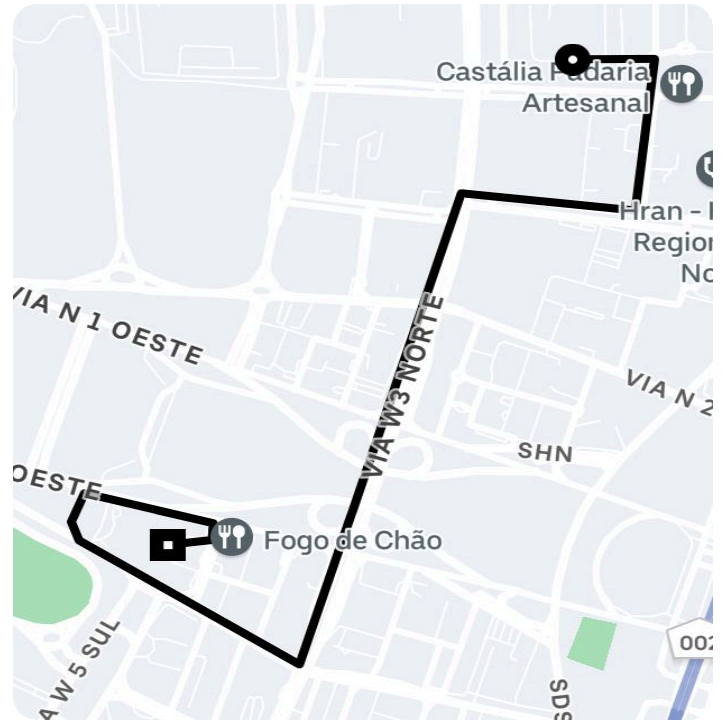 Castália Padaria
Artesanal
Hran -
Region
No
VIA N 1 OESTE
VIA W3 NORTE
VIA N 2
SHN
OESTE
Fogo de Chão
A W 5 SUL
002
SDS